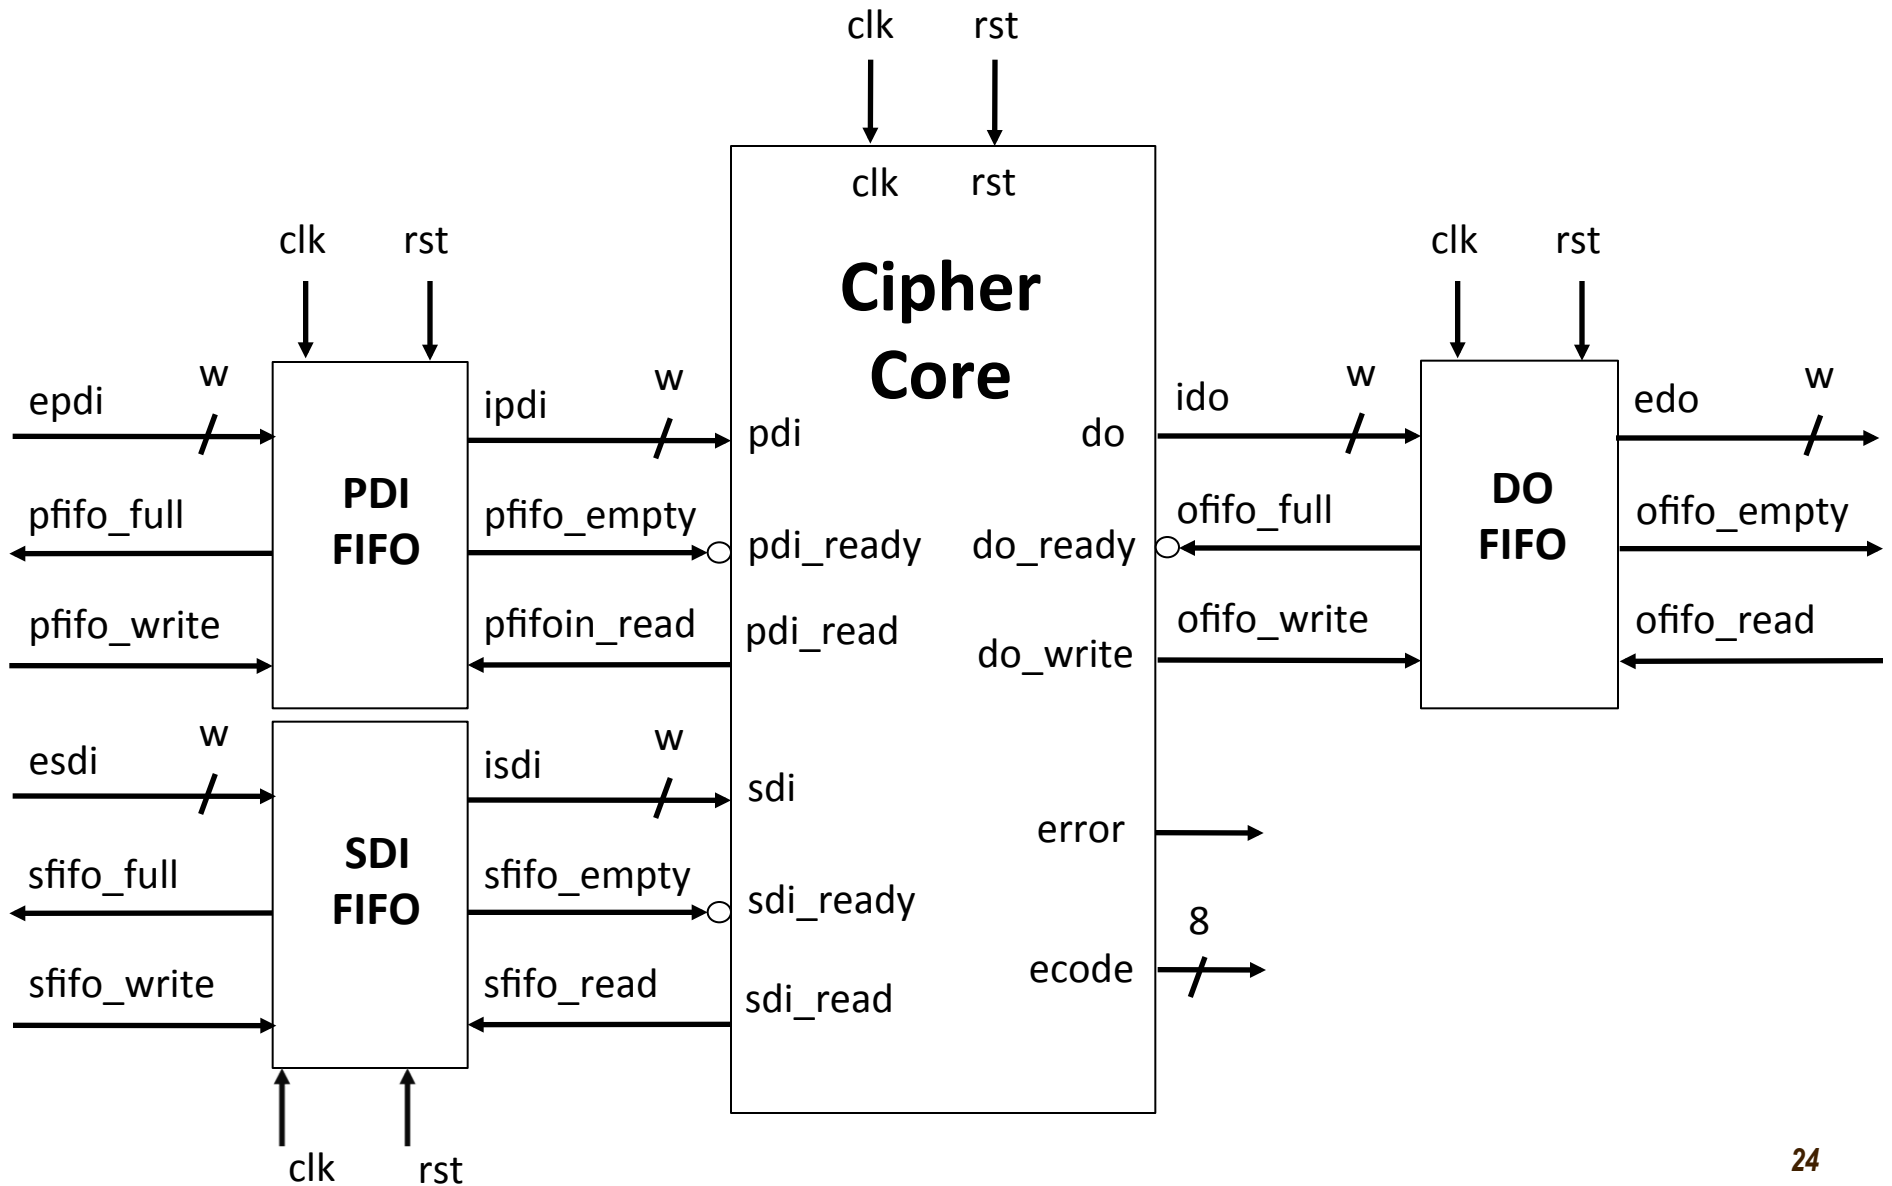 clk rst
clk rst
clk rst
clk rst
Cipher
Core
epdi w
ipdi w
pdi
do
ido w
edo w
PDI
FIFO
DO
FIFO
pfifo_full
pfifo_empty
pdi_ready
do_ready
ofifo_full
ofifo_empty
pfifo_write
pfifoin_read
pdi_read
do_write
ofifo_write
ofifo_read
esdi w
isdi w
sdi
error
SDI
FIFO
sfifo_full
sfifo_empty
sdi_ready
8
ecode
sfifo_write
sfifo_read
sdi_read
clk rst
24